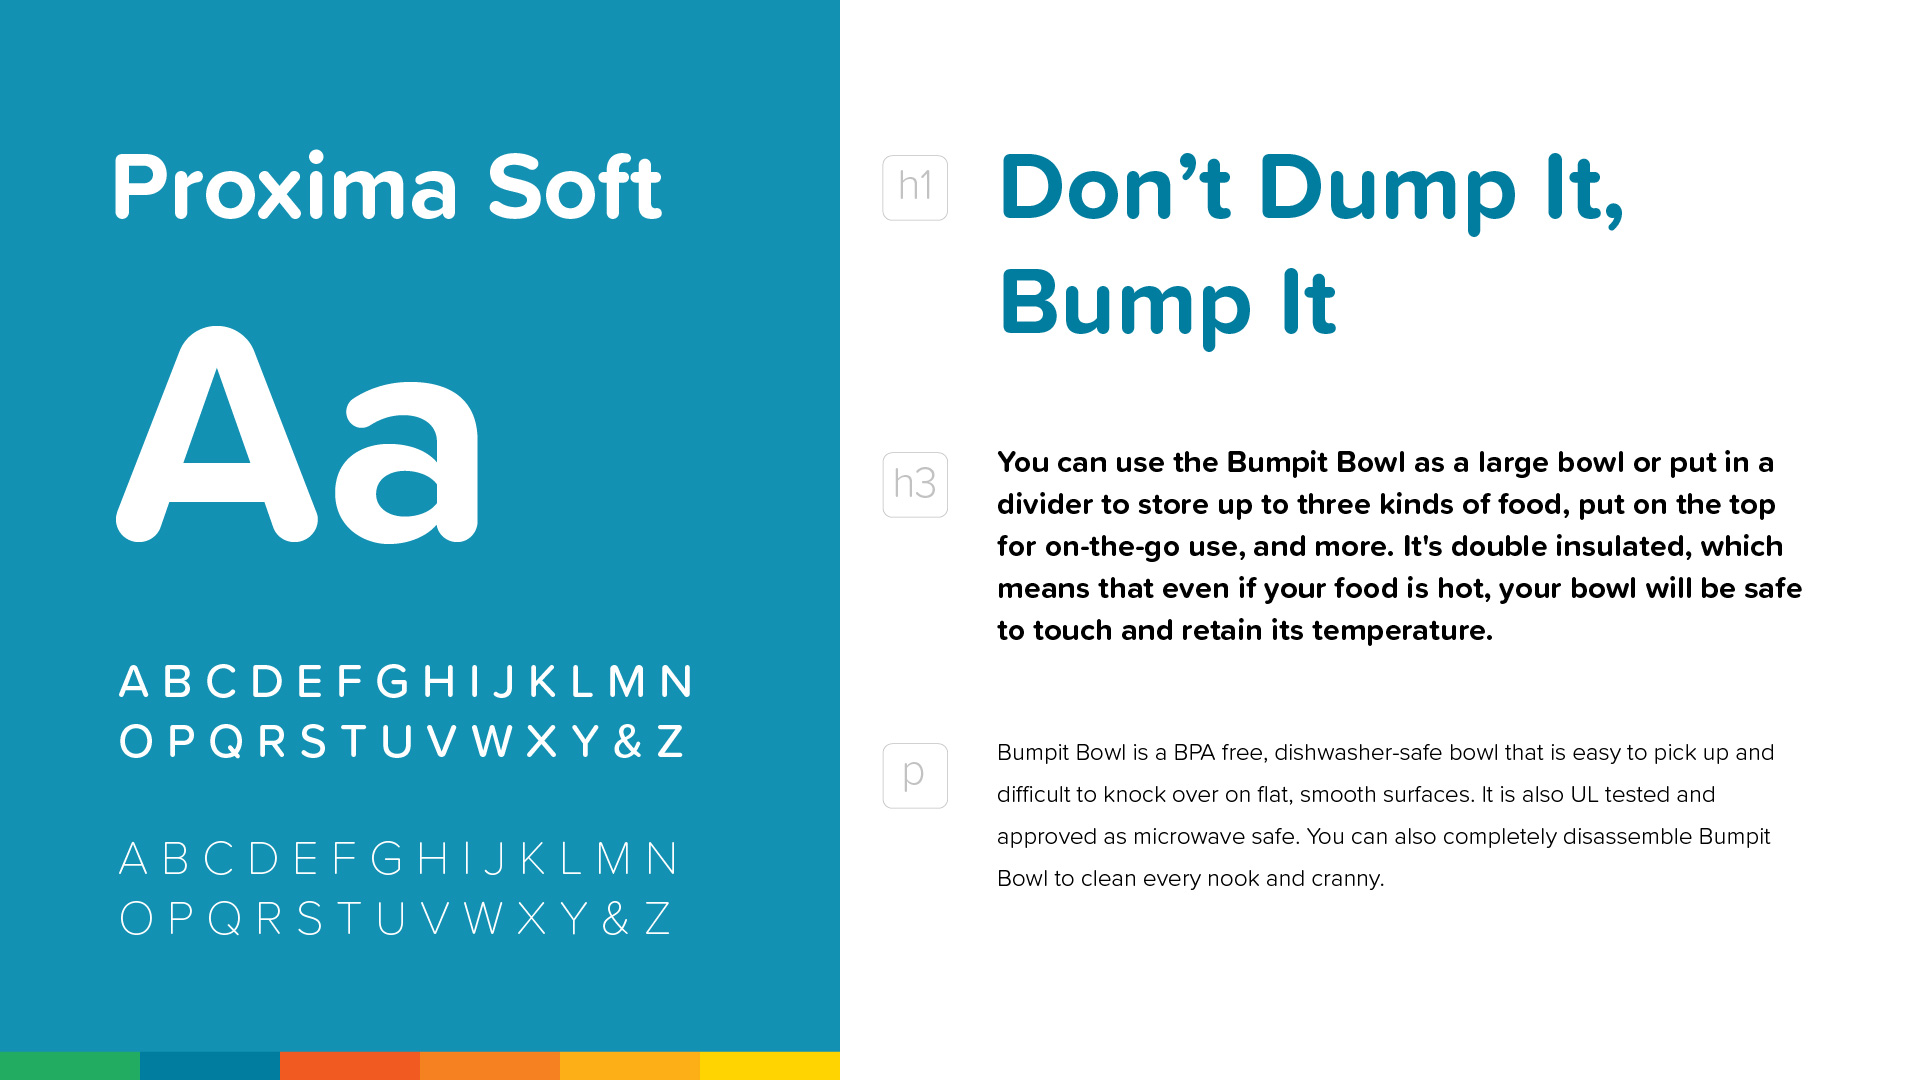 Proxima Soft
Aa
A B C D E F G H I J K L M N
O P Q R S T U V W X Y & Z
A B C D E F G H I J K L M N
O P Q R S T U V W X Y & Z
h1
Don’t Dump It,
Bump It
h3
You can use the Bumpit Bowl as a large bowl or put in a
divider to store up to three kinds of food, put on the top
for on-the-go use, and more. It's double insulated, which
means that even if your food is hot, your bowl will be safe
to touch and retain its temperature.
p
Bumpit Bowl is a BPA free, dishwasher-safe bowl that is easy to pick up and
difficult to knock over on flat, smooth surfaces. It is also UL tested and
approved as microwave safe. You can also completely disassemble Bumpit
Bowl to clean every nook and cranny.